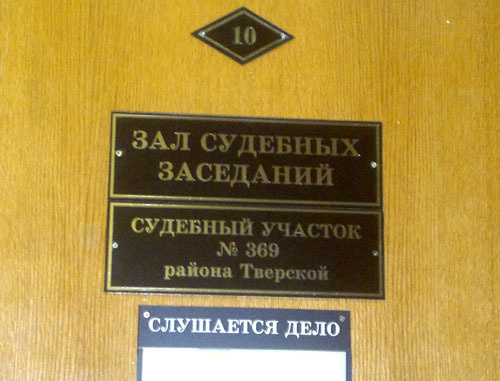 10
ЗАЛ СУДЕБНЫХ
ЗАСЕДАНИЙ
СУДЕБНЫЙ УЧАСТОК
№ 369
района Тверской
СЛУШАЕТСЯ ДЕЛО